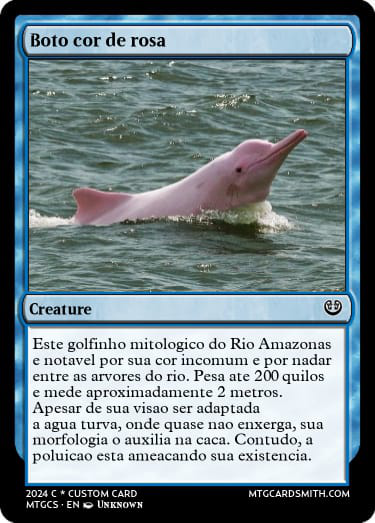 Boto cor de rosa
Creature
Este golfinho mitologico do Rio Amazonas
e notavel por sua cor incomum e por nadar
entre as arvores do rio. Pesa ate 200 quilos
e mede aproximadamente 2 metros.
Apesar de sua visao ser adaptada
a agua turva, onde quase nao enxerga, sua
morfologia o auxilia na caca. Contudo, a
poluicao esta ameacando sua existencia.
2024 C * CUSTOM CARD
MTGCARDSMITH.COM
MTGCS · EN Unknown